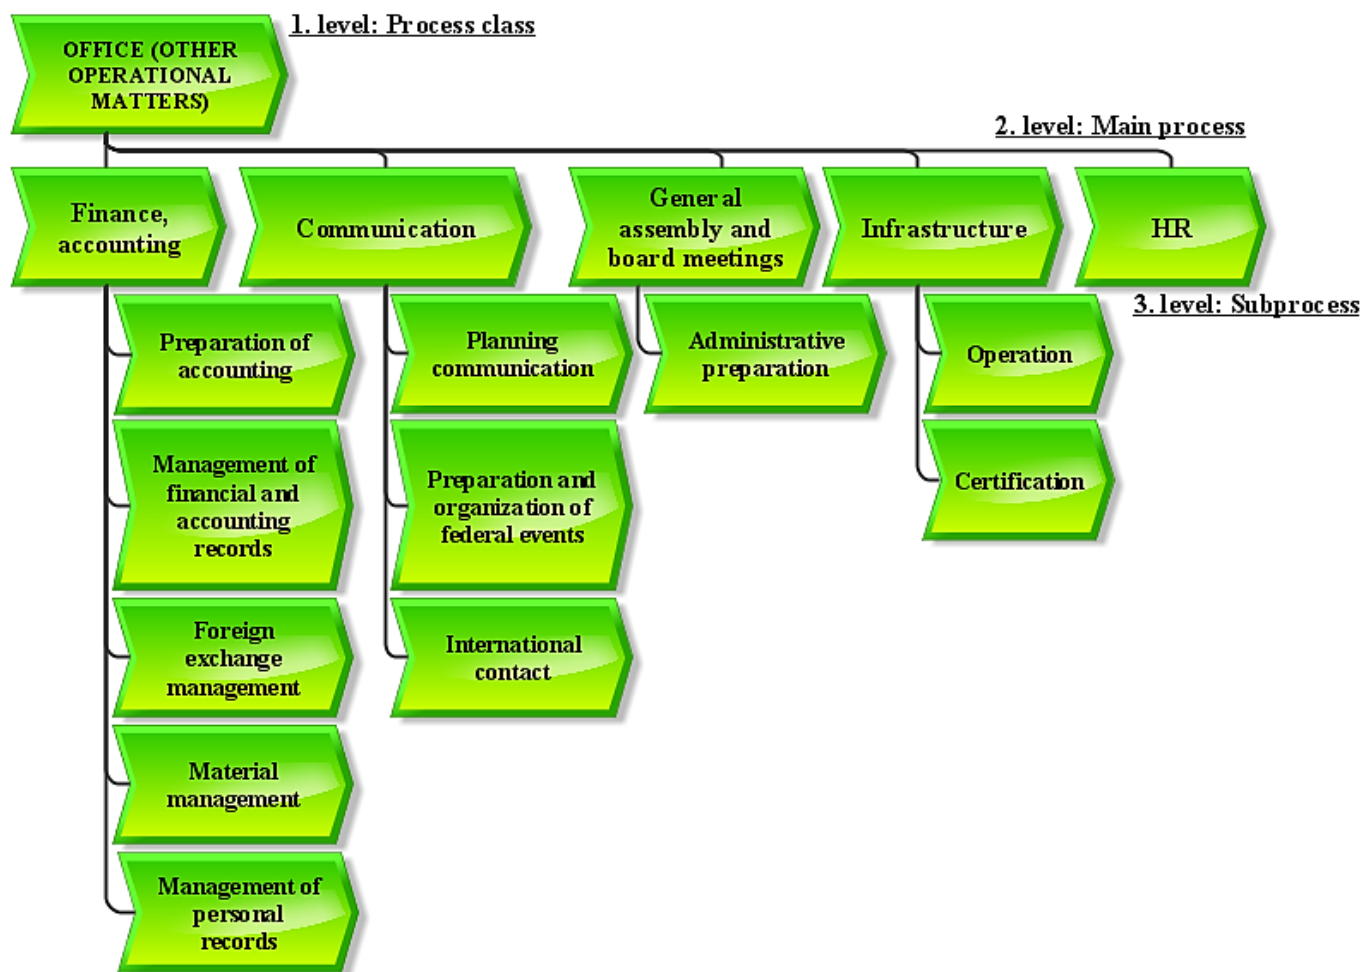 1. level: Process class
OFFICE (OTHER
OPERATIONAL
MATTERS)
2. level: Main process
Finance,
accounting
Communication
General
assembly and
board meetings
Infrastructure
HR
3. level: Subprocess
Preparation of
accounting
Management of
financial and
accounting
records
Foreign
exchange
management
Material
management
Management of
personal
records
Planning
communication
Preparation and
organization of
federal events
International
contact
Administrative
preparation
Operation
Certification